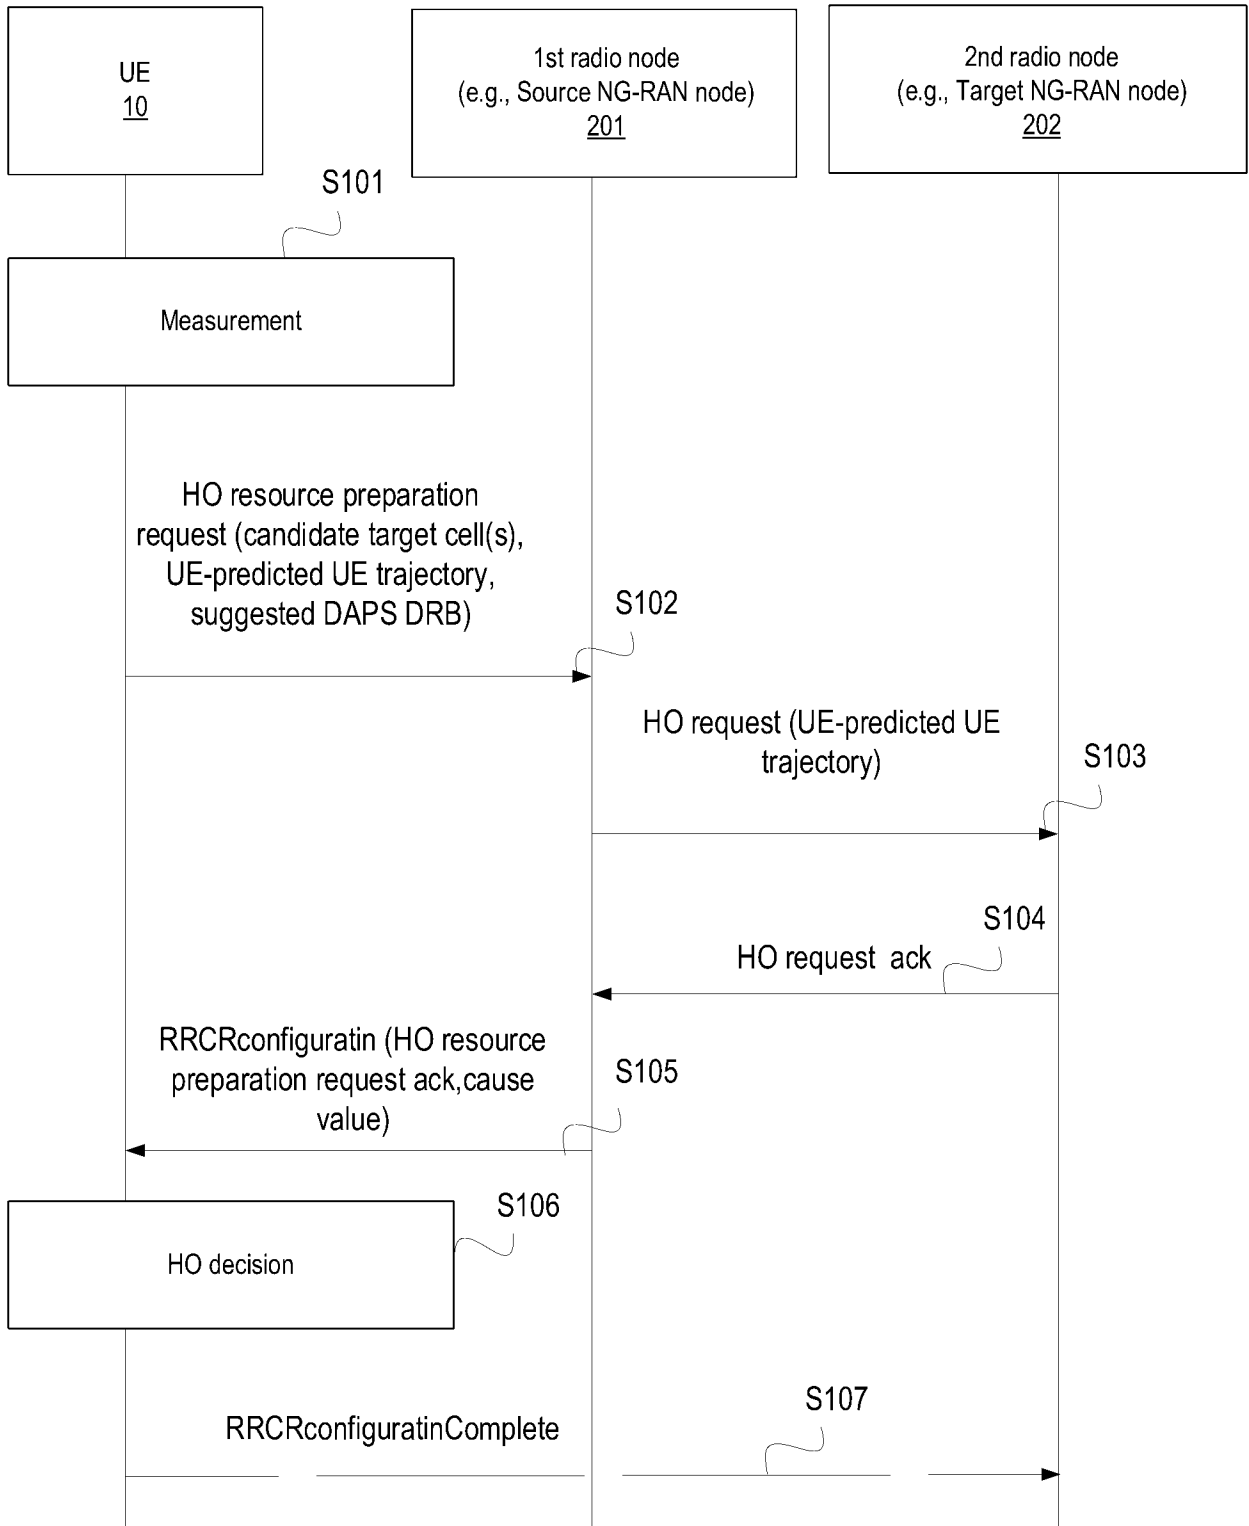 UE
10
1st radio node
(e.g., Source NG-RAN node)
201
2nd radio node
(e.g., Target NG-RAN node)
202
S101
Measurement
HO resource preparation
request (candidate target cell(s),
UE-predicted UE trajectory,
suggested DAPS DRB)
S102
HO request (UE-predicted UE
trajectory)
S103
S104
HO request ack
RRCRconfiguratin (HO resource
preparation request ack,cause
value)
S105
S106
HO decision
S107
RRCRconfiguratinComplete